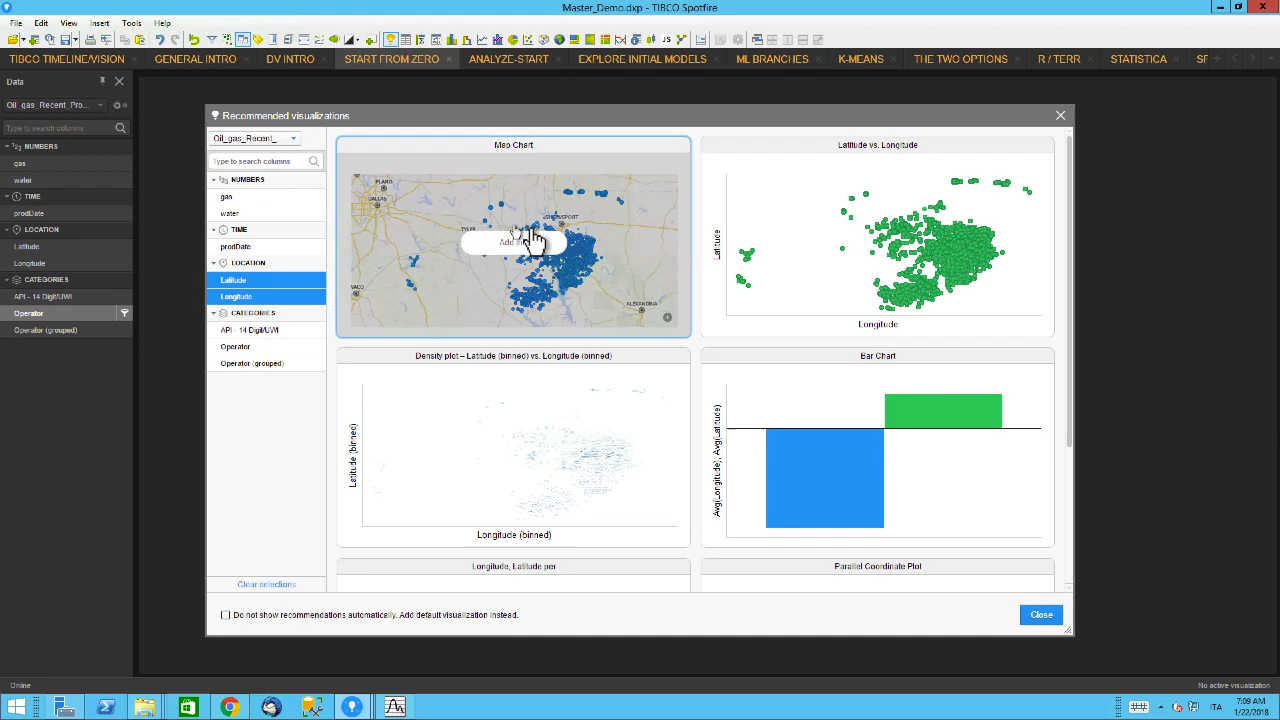 Master_Demo.dxp - TIBCO Spotfire
File Edit View Insert Tools Help
TIBCO TIMELINE/VISION GENERAL INTRO DV INTRO START FROM ZERO ANALYZE-START EXPLORE INITIAL MODELS ML BRANCHES K-MEANS THE TWO OPTIONS R / TERR STATISTICA
Data
Oil_gas_Recent_Pro...
Type to search columns
NUMBERS
gas
water
TIME
prodDate
LOCATION
Latitude
Longitude
CATEGORIES
API - 14 Digit/UWI
Operator
Operator (grouped)
Recommended visualizations
Oil_gas_Recent_...
Type to search columns
NUMBERS
gas
water
TIME
prodDate
LOCATION
Latitude
Longitude
CATEGORIES
API - 14 Digit/UWI
Operator
Operator (grouped)
Clear selections
Map Chart
PLANO
DALLAS
TYLER
SHREVEPORT
ALEXANDRIA
Add
Latitude vs. Longitude
Latitude
Longitude
Density plot – Latitude (binned) vs. Longitude (binned)
Latitude (binned)
Longitude (binned)
Bar Chart
Avg(Longitude), Avg(Latitude)
Longitude, Latitude per
Parallel Coordinate Plot
Do not show recommendations automatically. Add default visualization instead.
Close
Online
No active visualization
JS
ITA
7:09 AM
1/22/2018